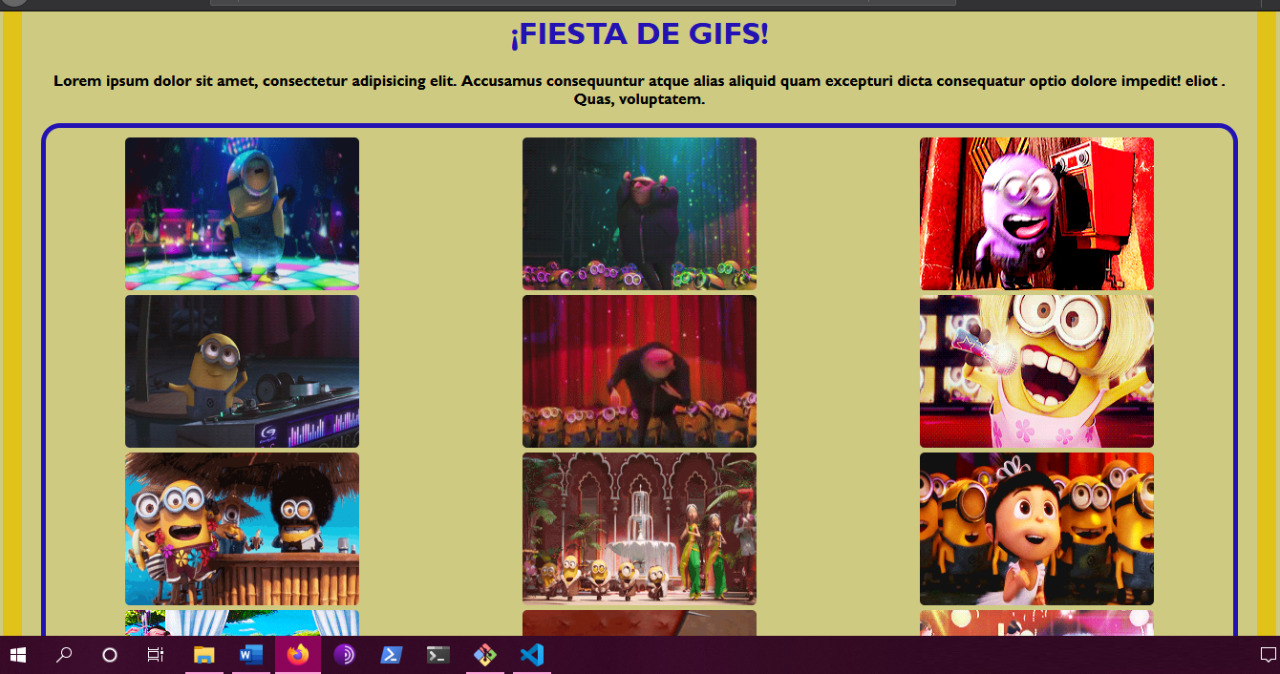 ¡FIESTA DE GIFS!
Lorem ipsum dolor sit amet, consectetur adipisicing elit. Accusamus consequuntur atque alias aliquid quam excepturi dicta consequatur optio dolore impedit! eliot .
Quas, voluptatem.